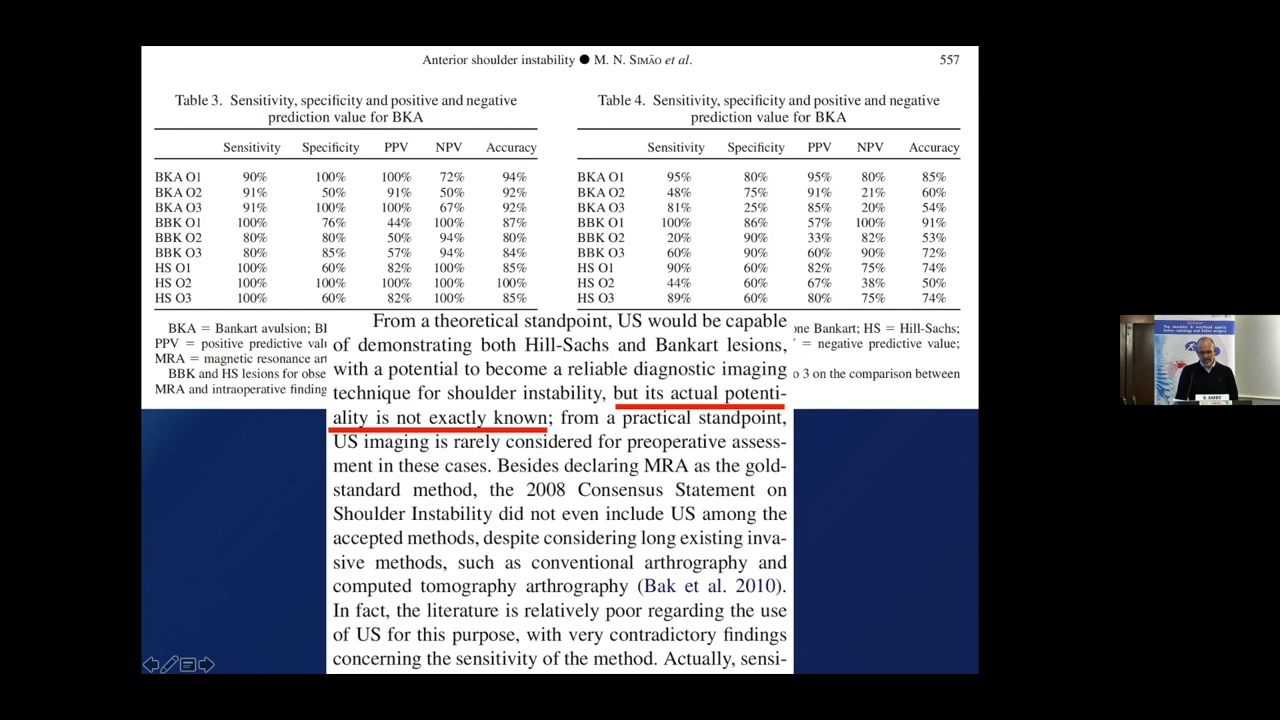 Anterior shoulder instability ● M. N. SIMÃO et al. 557
Table 3. Sensitivity, specificity and positive and negative
prediction value for BKA
Sensitivity Specificity PPV NPV Accuracy
BKA O1 90% 100% 100% 72% 94%
BKA O2 91% 50% 91% 50% 92%
BKA O3 91% 100% 100% 67% 92%
BBK O1 100% 76% 44% 100% 87%
BBK O2 80% 80% 50% 94% 80%
BBK O3 80% 85% 57% 94% 84%
HS O1 100% 60% 82% 100% 85%
HS O2 100% 100% 100% 100% 100%
HS O3 100% 60% 82% 100% 85%
BKA = Bankart avulsion; BI
PPV = positive predictive val
MRA = magnetic resonance art
BBK and HS lesions for obse
MRA and intraoperative finding
Table 4. Sensitivity, specificity and positive and negative
prediction value for BKA
Sensitivity Specificity PPV NPV Accuracy
BKA O1 95% 80% 95% 80% 85%
BKA O2 48% 75% 91% 21% 60%
BKA O3 81% 25% 85% 20% 54%
BBK O1 100% 86% 57% 100% 91%
BBK O2 20% 90% 33% 82% 53%
BBK O3 60% 90% 60% 90% 72%
HS O1 90% 60% 82% 75% 74%
HS O2 44% 60% 67% 38% 50%
HS O3 89% 60% 80% 75% 74%
one Bankart; HS = Hill-Sachs;
= negative predictive value;
o 3 on the comparison between
From a theoretical standpoint, US would be capable
of demonstrating both Hill-Sachs and Bankart lesions,
with a potential to become a reliable diagnostic imaging
technique for shoulder instability, but its actual potenti-
ality is not exactly known; from a practical standpoint,
US imaging is rarely considered for preoperative assess-
ment in these cases. Besides declaring MRA as the gold-
standard method, the 2008 Consensus Statement on
Shoulder Instability did not even include US among the
accepted methods, despite considering long existing inva-
sive methods, such as conventional arthrography and
computed tomography arthrography (Bak et al. 2010).
In fact, the literature is relatively poor regarding the use
of US for this purpose, with very contradictory findings
concerning the sensitivity of the method. Actually, sensi-